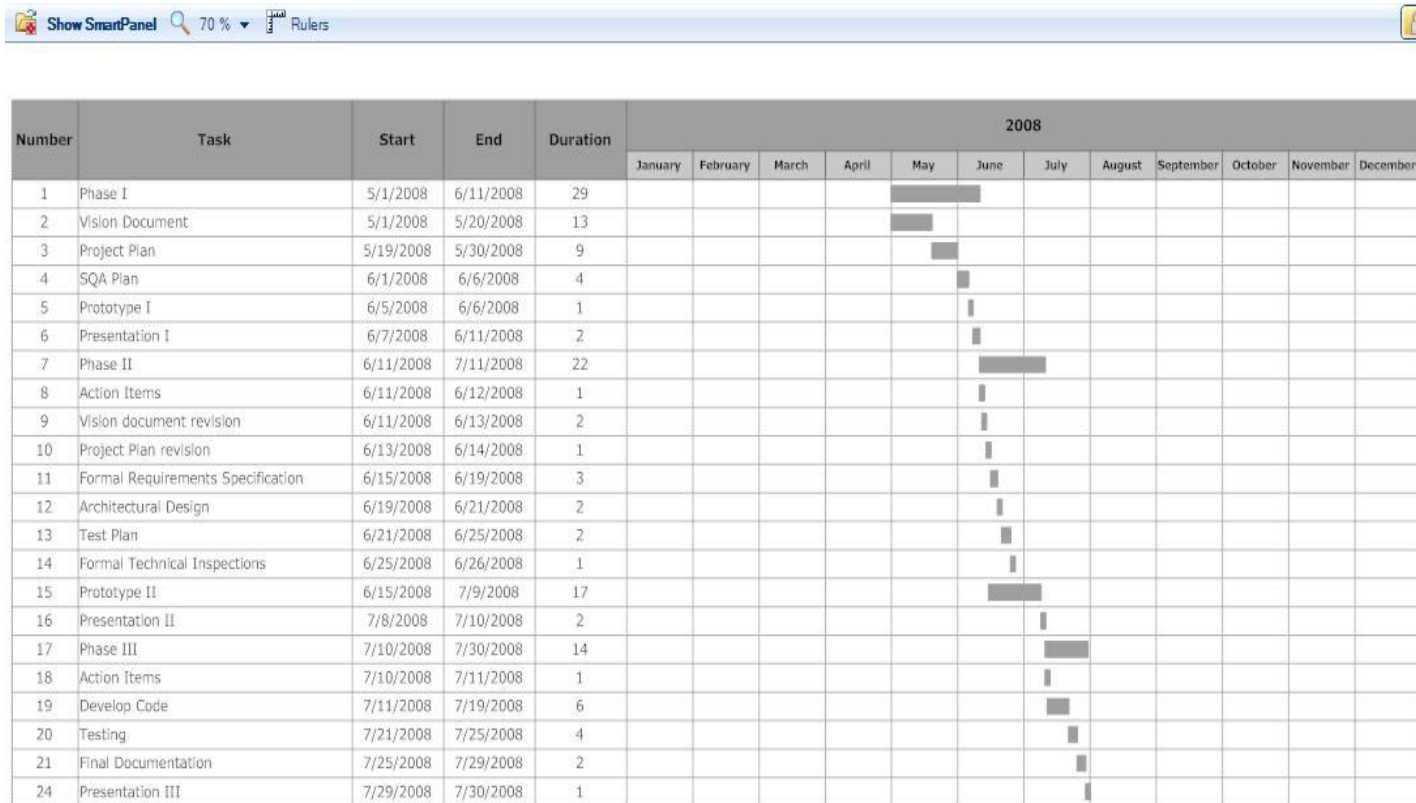 Show SmartPanel 70 % Rulers
Number Task Start End Duration 2008
January February March April May June July August September October November December
1 Phase I 5/1/2008 6/11/2008 29
2 Vision Document 5/1/2008 5/20/2008 13
3 Project Plan 5/19/2008 5/30/2008 9
4 SQA Plan 6/1/2008 6/6/2008 4
5 Prototype I 6/5/2008 6/6/2008 1
6 Presentation I 6/7/2008 6/11/2008 2
7 Phase II 6/11/2008 7/11/2008 22
8 Action Items 6/11/2008 6/12/2008 1
9 Vision document revision 6/11/2008 6/13/2008 2
10 Project Plan revision 6/13/2008 6/14/2008 1
11 Formal Requirements Specification 6/15/2008 6/19/2008 3
12 Architectural Design 6/19/2008 6/21/2008 2
13 Test Plan 6/21/2008 6/25/2008 2
14 Formal Technical Inspections 6/25/2008 6/26/2008 1
15 Prototype II 6/15/2008 7/9/2008 17
16 Presentation II 7/8/2008 7/10/2008 2
17 Phase III 7/10/2008 7/30/2008 14
18 Action Items 7/10/2008 7/11/2008 1
19 Develop Code 7/11/2008 7/19/2008 6
20 Testing 7/21/2008 7/25/2008 4
21 Final Documentation 7/25/2008 7/29/2008 2
24 Presentation III 7/29/2008 7/30/2008 1